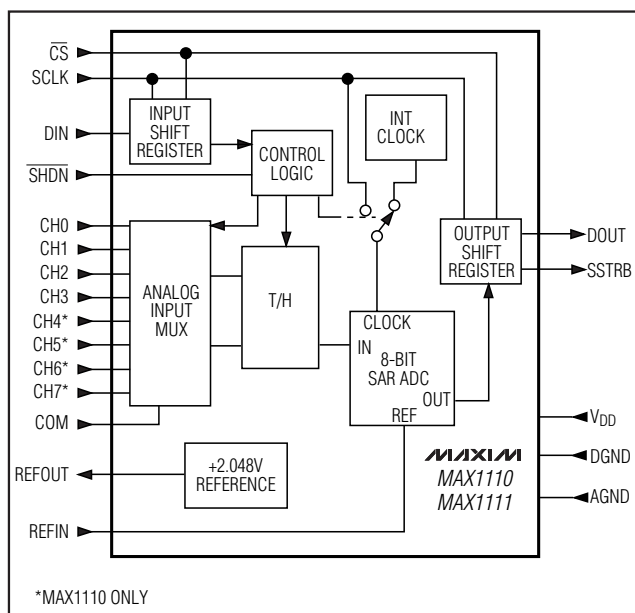 CS
SCLK
DIN
SHDN
CH0
CH1
CH2
CH3
CH4*
CH5*
CH6*
CH7*
COM
REFOUT
REFIN
INPUT
SHIFT
REGISTER
CONTROL
LOGIC
INT
CLOCK
ANALOG
INPUT
MUX
T/H
CLOCK
IN
8-BIT
SAR ADC
OUT
REF
OUTPUT
SHIFT
REGISTER
+2.048V
REFERENCE
MAXIM
MAX1110
MAX1111
DOUT
SSTRB
VDD
DGND
AGND
*MAX1110 ONLY